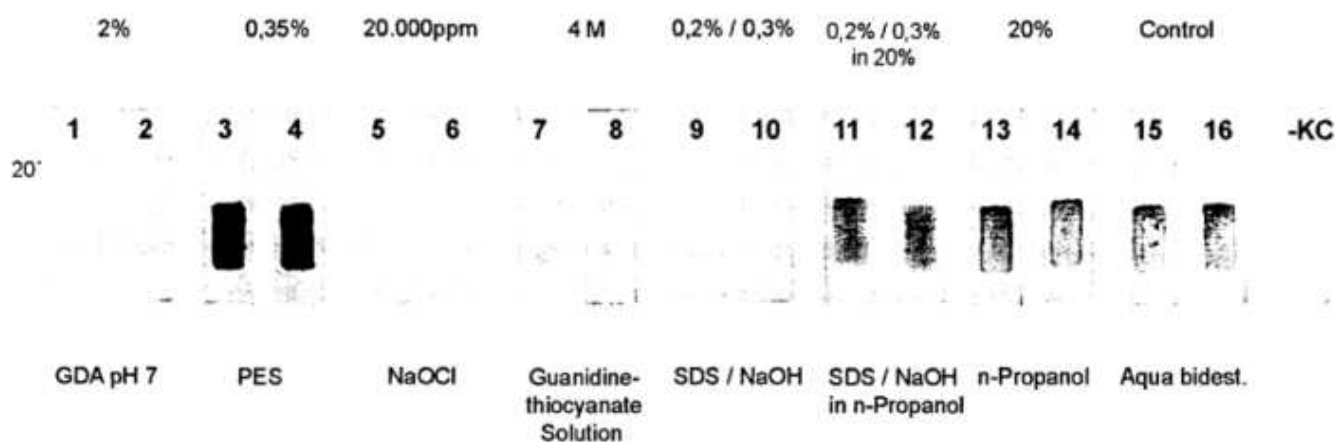 2% 0,35% 20.000ppm 4 M 0,2% / 0,3% 0,2% / 0,3% 20% Control
in 20%
1 2 3 4 5 6 7 8 9 10 11 12 13 14 15 16 -KC
20
GDA pH 7 PES NaOCl Guanidine- SDS / NaOH SDS / NaOH n-Propanol Aqua bidest.
thiocyanate in n-Propanol
Solution